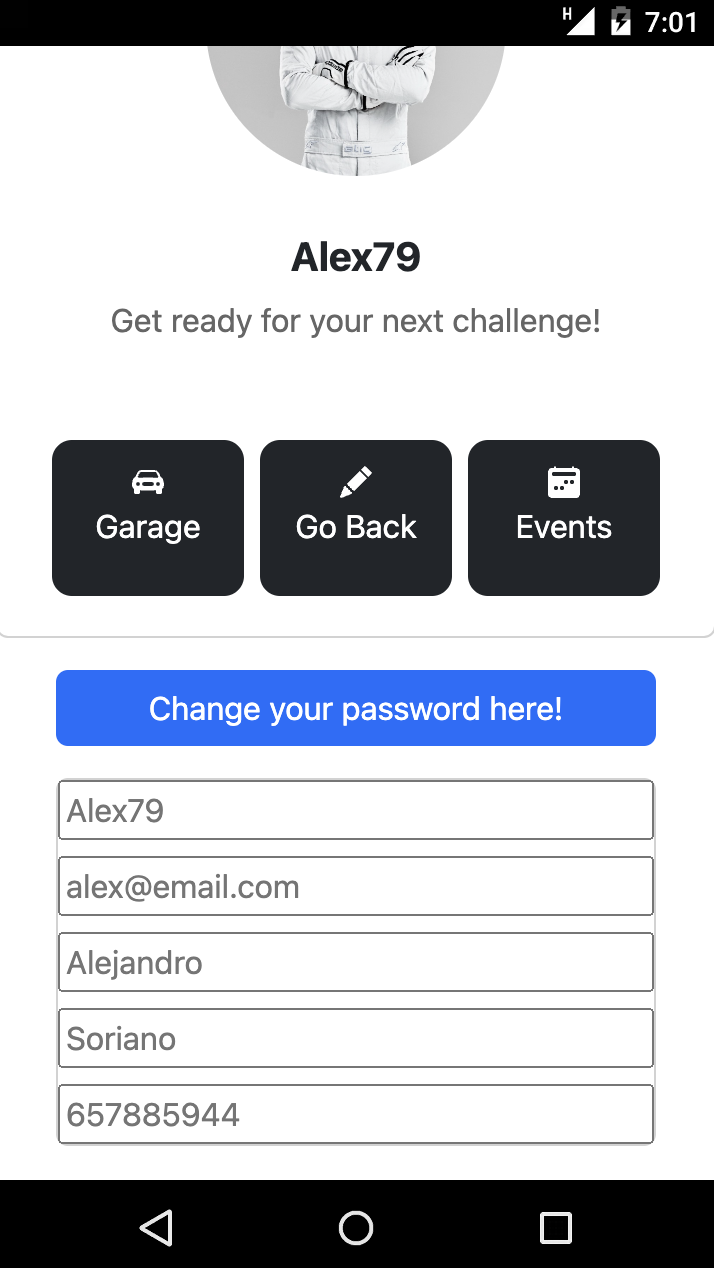 H
7:01
stig
Alex79
Get ready for your next challenge!
Garage
Go Back
Events
Change your password here!
Alex79
alex@email.com
Alejandro
Soriano
657885944